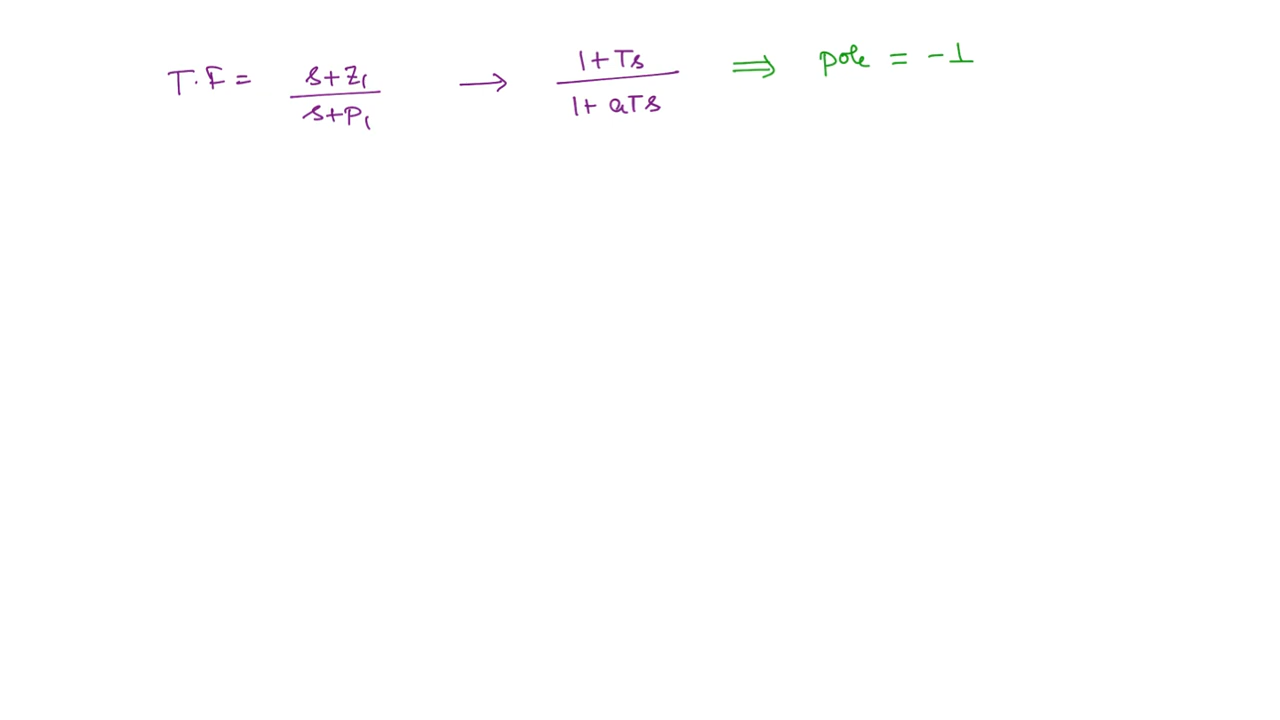 T.F = (s+Z₁)/(s+P₁) → (1+Ts)/(1+aTs) ⇒ pole = -1